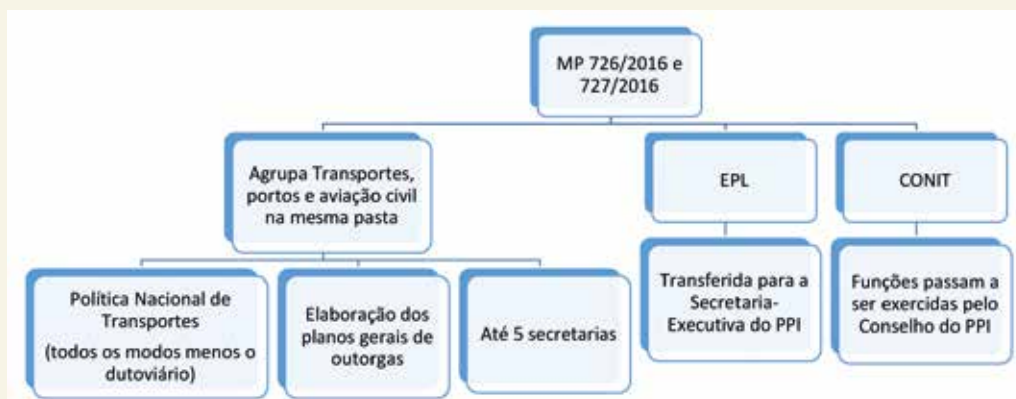 MP 726/2016 e
727/2016
Agrupa Transportes,
portos e aviação civil
na mesma pasta
EPL
CONIT
Política Nacional de
Transportes
(todos os modos menos o
dutoviário)
Elaboração dos
planos gerais de
outorgas
Até 5 secretarias
Transferida para a
Secretaria-
Executiva do PPI
Funções passam a
ser exercidas pelo
Conselho do PPI